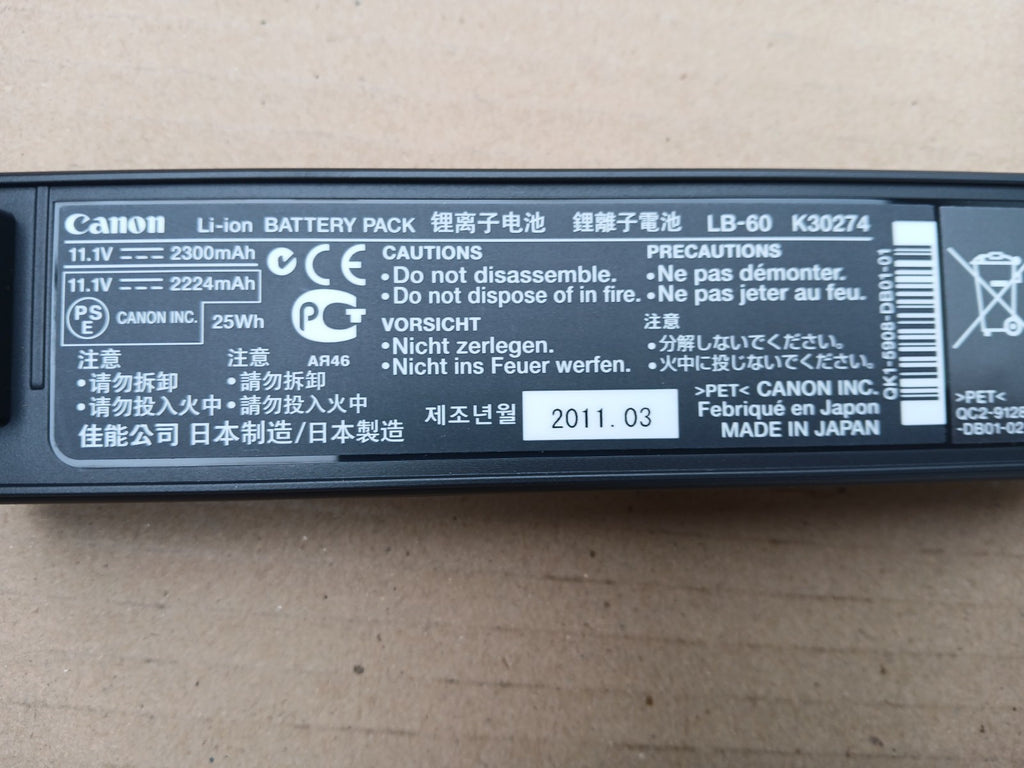 Canon Li-ion BATTERY PACK 锂离子电池 鋰離子電池 LB-60 K30274
11.1V 2300mAh
11.1V 2224mAh
PSE CANON INC. 25Wh
CE
PCT
АЯ46
CAUTIONS
•Do not disassemble.
•Do not dispose of in fire.
PRECAUTIONS
•Ne pas démonter.
•Ne pas jeter au feu.
VORSICHT
•Nicht zerlegen.
•Nicht ins Feuer werfen.
注意
•分解しないでください。
•火中に投じないでください。
注意
•请勿拆卸
•请勿投入火中
注意
•請勿拆卸
•請勿投入火中
佳能公司 日本制造/日本製造
제조년월 2011.03
>PET< CANON INC.
Fabriqué en Japon
MADE IN JAPAN
QK1-5908-DB01-01
>PET<
QC2-9128
-DB01-02